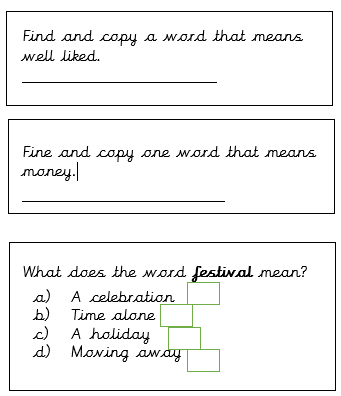 Find and copy a word that means
well liked.
Fine and copy one word that means
money.
What does the word festival mean?
a) A celebration
b) Time alone
c) A holiday
d) Moving away